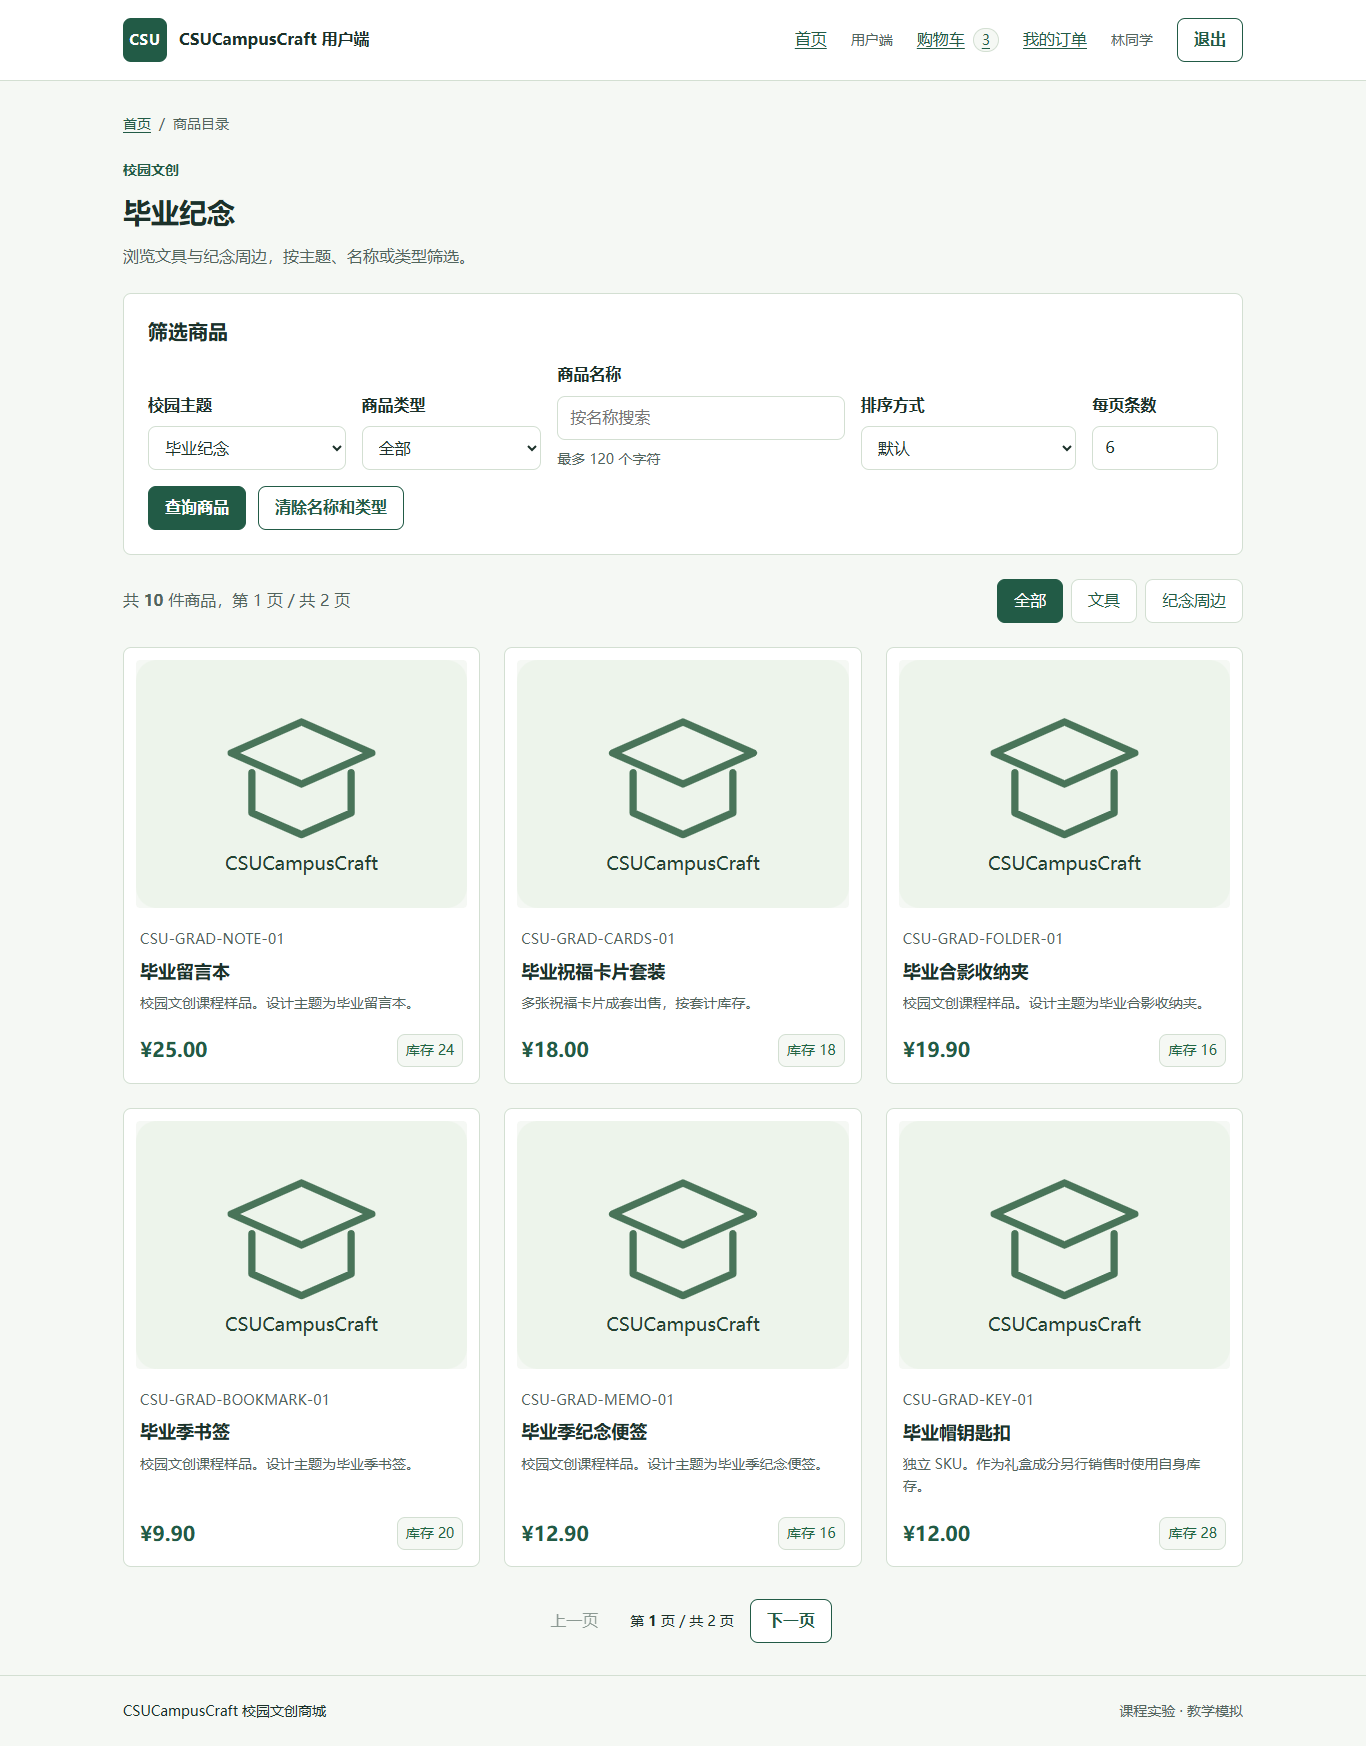 CSU CSUCampusCraft 用户端 首页 用户端 购物车 3 我的订单 林同学 退出
首页 / 商品目录
校园文创
毕业纪念
浏览文具与纪念周边，按主题、名称或类型筛选。
筛选商品
校园主题 商品类型 商品名称 排序方式 每页条数
毕业纪念 全部 按名称搜索 默认 6
最多 120 个字符
查询商品 清除名称和类型
共 10 件商品，第 1 页 / 共 2 页 全部 文具 纪念周边
CSUCampusCraft CSUCampusCraft CSUCampusCraft
CSU-GRAD-NOTE-01 CSU-GRAD-CARDS-01 CSU-GRAD-FOLDER-01
毕业留言本 毕业祝福卡片套装 毕业合影收纳夹
校园文创课程样品。设计主题为毕业留言本。 多张祝福卡片成套出售，按套计库存。 校园文创课程样品。设计主题为毕业合影收纳夹。
¥25.00 库存 24 ¥18.00 库存 18 ¥19.90 库存 16
CSUCampusCraft CSUCampusCraft CSUCampusCraft
CSU-GRAD-BOOKMARK-01 CSU-GRAD-MEMO-01 CSU-GRAD-KEY-01
毕业季书签 毕业季纪念便签 毕业帽钥匙扣
校园文创课程样品。设计主题为毕业季书签。 校园文创课程样品。设计主题为毕业季纪念便签。 独立 SKU。作为礼盒成分另行销售时使用自身库
存。
¥9.90 库存 20 ¥12.90 库存 16 ¥12.00 库存 28
上一页 第 1 页 / 共 2 页 下一页
CSUCampusCraft 校园文创商城 课程实验 · 教学模拟